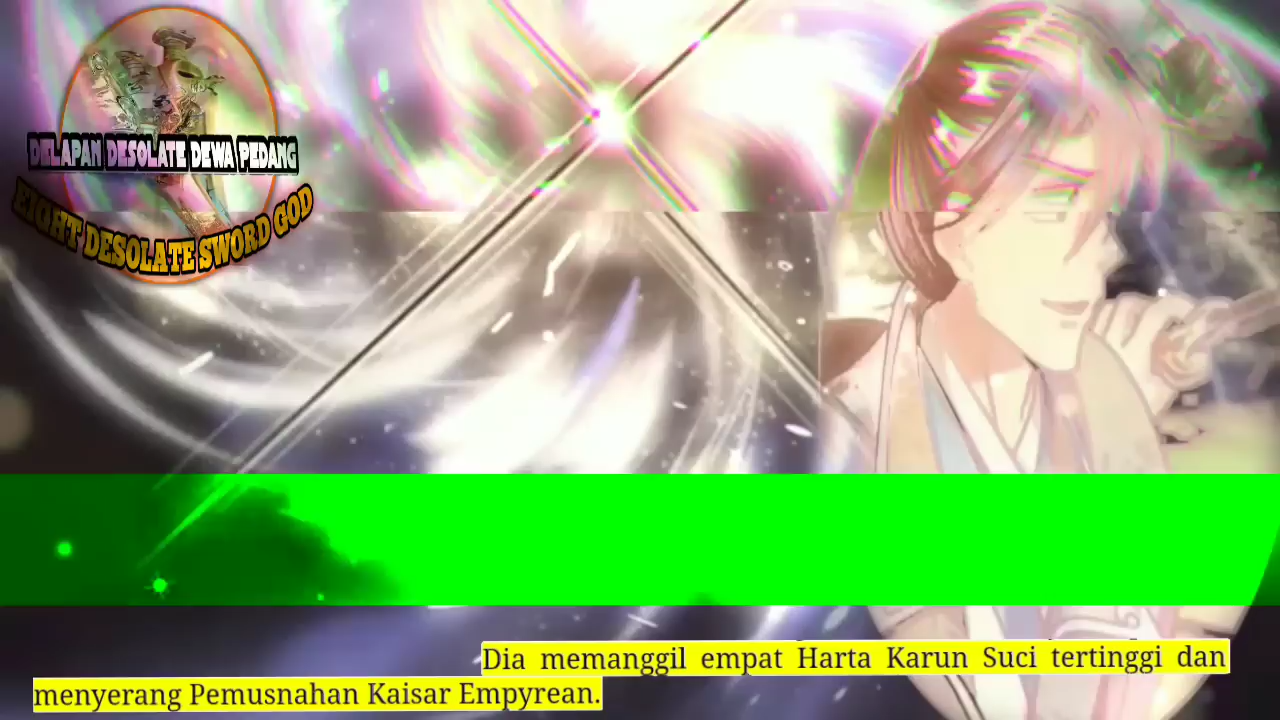 DELAPAN DESOLATE DEWA PEDANG
EIGHT DESOLATE SWORD GOD
Dia memanggil empat Harta Karun Suci tertinggi dan
menyerang Pemusnahan Kaisar Empyrean.